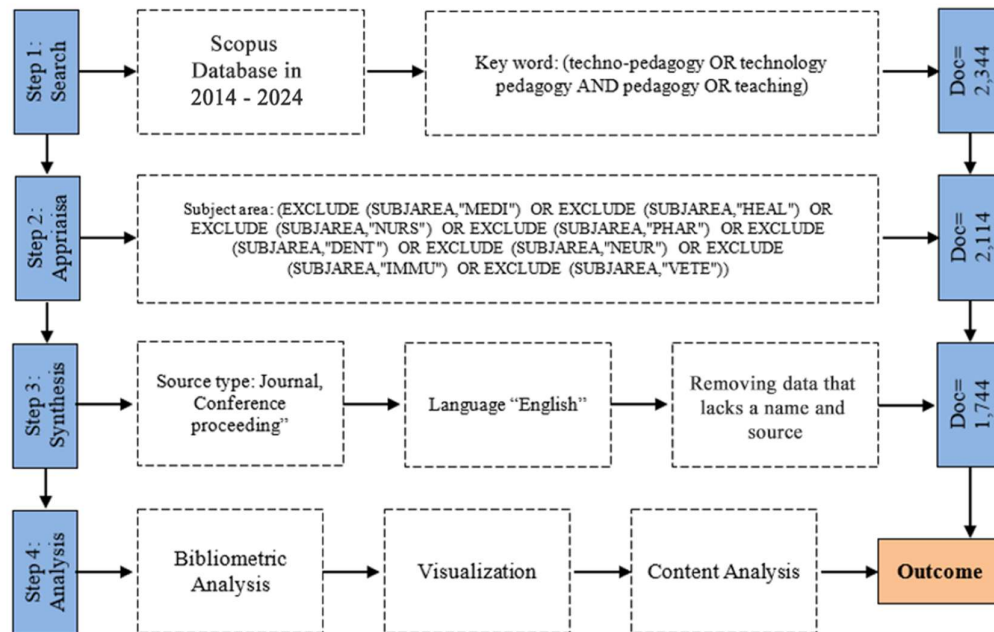 Step 1:
Search
Scopus
Database in
2014 - 2024
Key word: (techno-pedagogy OR technology
pedagogy AND pedagogy OR teaching)
Doc=
2,344
Step 2:
Appriaisa
Subject area: (EXCLUDE (SUBJAREA,"MEDI") OR EXCLUDE (SUBJAREA,"HEAL") OR
EXCLUDE (SUBJAREA,"NURS") OR EXCLUDE (SUBJAREA,"PHAR") OR EXCLUDE
(SUBJAREA,"DENT") OR EXCLUDE (SUBJAREA,"NEUR") OR EXCLUDE
(SUBJAREA,"IMMU") OR EXCLUDE (SUBJAREA,"VETE"))
Doc=
2,114
Step 3:
Synthesis
Source type: Journal,
Conference
proceeding”
Language “English”
Removing data that
lacks a name and
source
Doc=
1,744
Step 4:
Analysis
Bibliometric
Analysis
Visualization
Content Analysis
Outcome